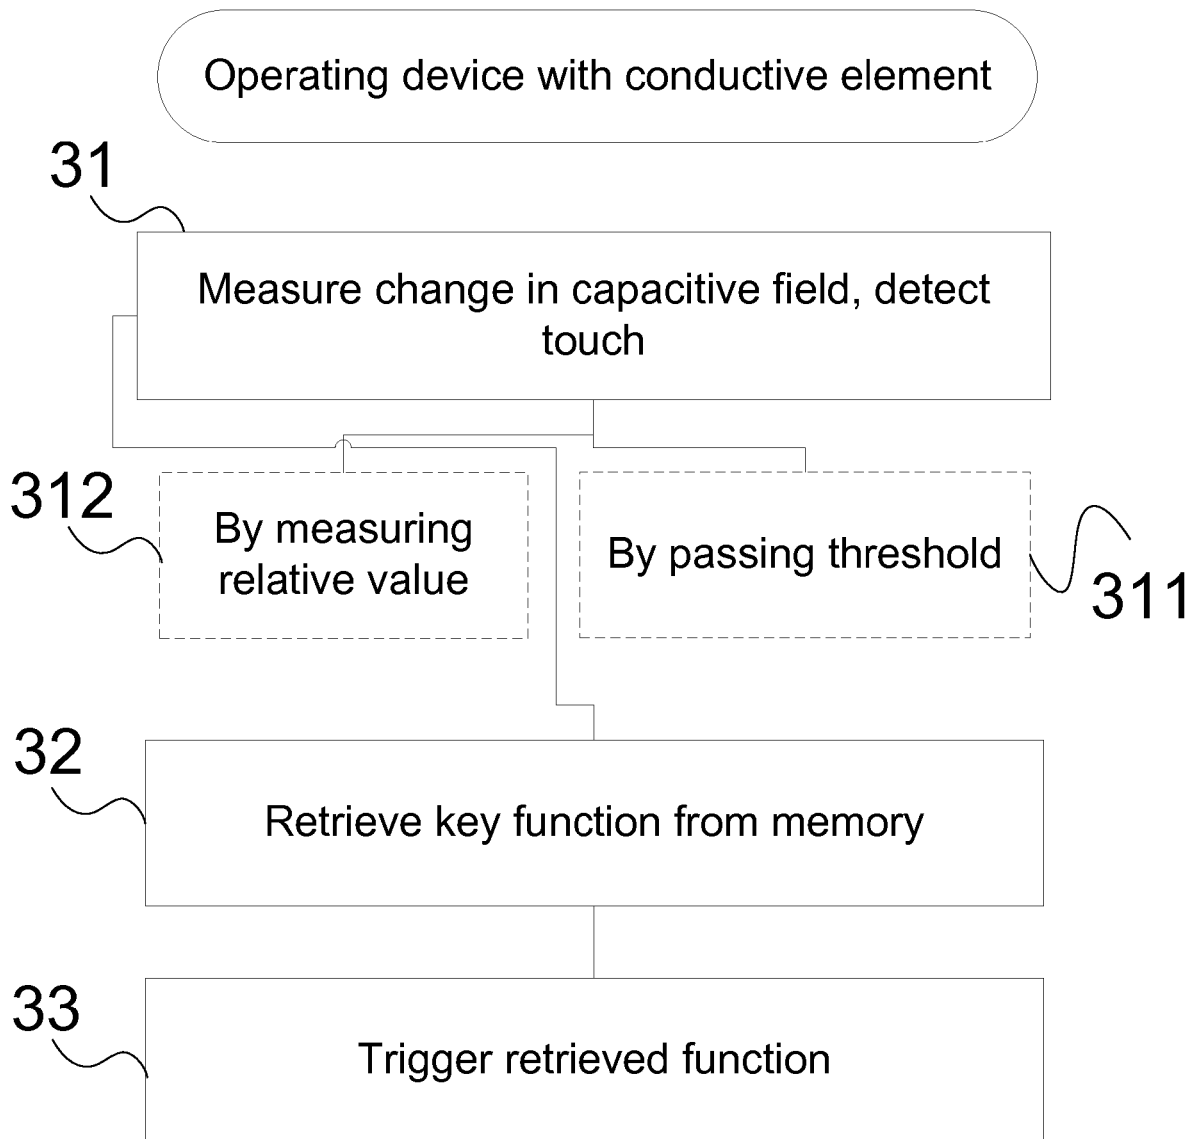 Operating device with conductive element
31
Measure change in capacitive field, detect
touch
312
By measuring
relative value
By passing threshold
311
32
Retrieve key function from memory
33
Trigger retrieved function